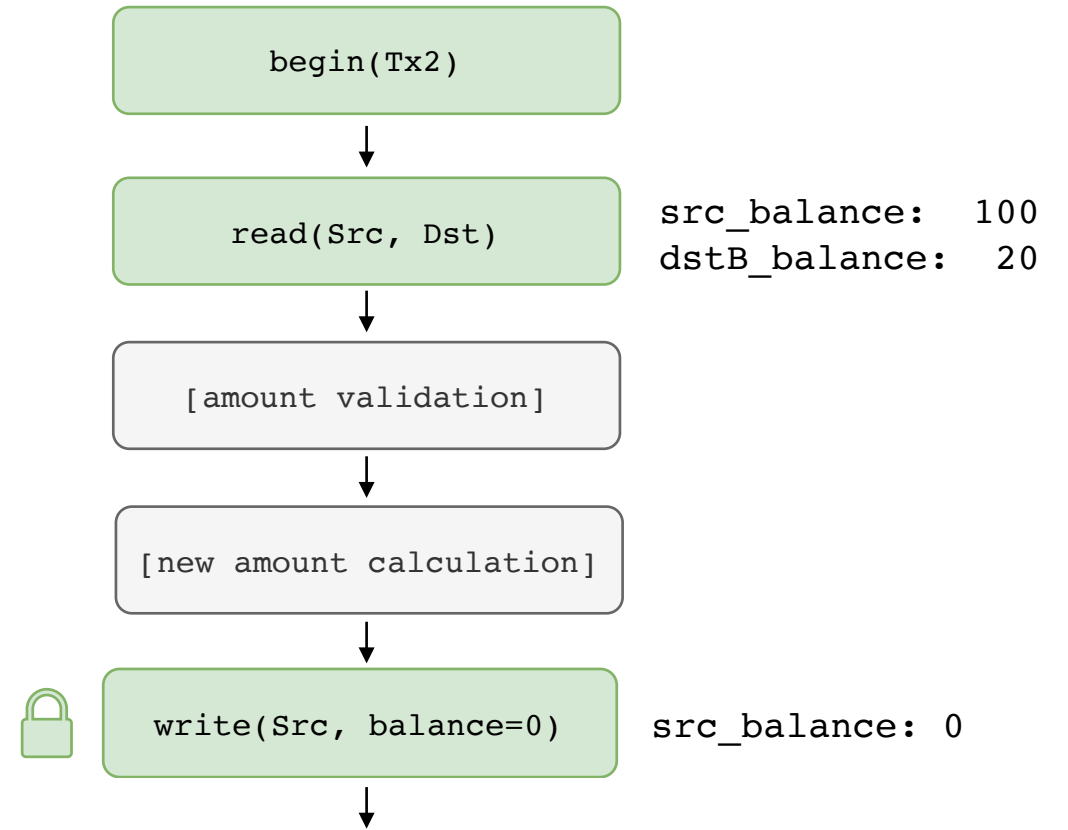 begin(Tx2)
read(Src, Dst)
src_balance: 100
dstB_balance: 20
[amount validation]
[new amount calculation]
write(Src, balance=0)
src_balance: 0